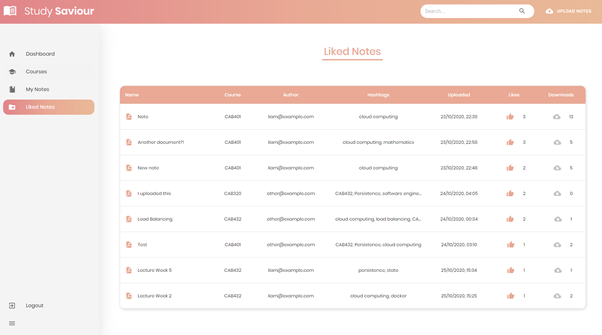 Study Saviour
Search...
UPLOAD NOTES
Dashboard
Courses
My Notes
Liked Notes
Logout
Liked Notes
Name Course Author Hashtags Uploaded Likes Downloads
Note CAB401 liam@example.com cloud computing 23/10/2020, 22:39 3 13
Another document?! CAB401 liam@example.com cloud computing, mathematics 23/10/2020, 22:58 3 5
New note CAB401 liam@example.com cloud computing 23/10/2020, 22:46 2 5
I uploaded this CAB320 other@example.com CAB432, Persistence, software engine... 24/10/2020, 04:05 2 0
Load Balancing CAB432 other@example.com cloud computing, load balancing, CA... 24/10/2020, 00:34 2 1
Test CAB401 other@example.com CAB432, Persistence, cloud computing 24/10/2020, 03:10 1 2
Lecture Week 5 CAB432 liam@example.com persistence, state 25/10/2020, 15:04 1 1
Lecture Week 2 CAB432 liam@example.com cloud computing, docker 25/10/2020, 15:25 1 2